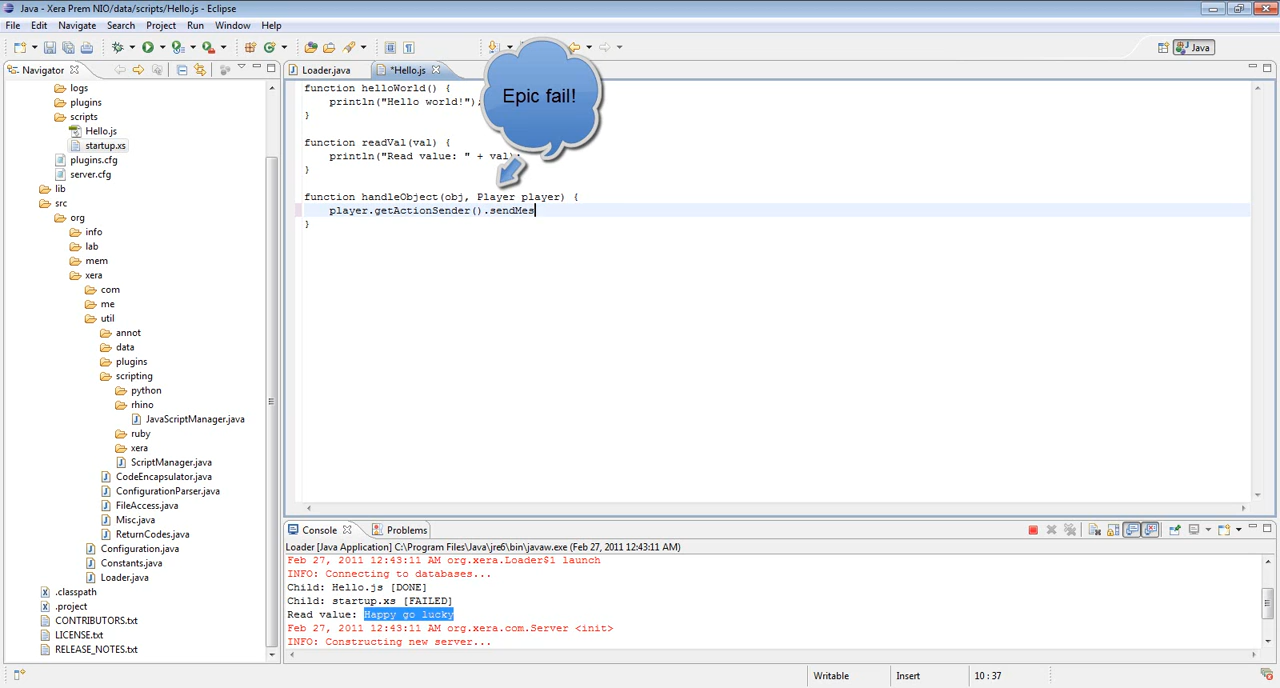 Java - Xera Prem NIO/data/scripts/Hello.js - Eclipse
File Edit Navigate Search Project Run Window Help
Java
Navigator
Loader.java
*Hello.js
logs
plugins
scripts
Hello.js
startup.xs
plugins.cfg
server.cfg
lib
src
org
info
lab
mem
xera
com
me
util
annot
data
plugins
scripting
python
rhino
JavaScriptManager.java
ruby
xera
ScriptManager.java
CodeEncapsulator.java
ConfigurationParser.java
FileAccess.java
Misc.java
ReturnCodes.java
Configuration.java
Constants.java
Loader.java
.classpath
.project
CONTRIBUTORS.txt
LICENSE.txt
RELEASE_NOTES.txt
function helloWorld() {
println("Hello world!");
}
Epic fail!
function readVal(val) {
println("Read value: " + val);
}
function handleObject(obj, Player player) {
player.getActionSender().sendMes
}
Console Problems
Loader [Java Application] C:\Program Files\Java\jre6\bin\javaw.exe (Feb 27, 2011 12:43:11 AM)
Feb 27, 2011 12:43:11 AM org.xera.Loader$1 launch
INFO: Connecting to databases...
Child: Hello.js [DONE]
Child: startup.xs [FAILED]
Read value: Happy go lucky
Feb 27, 2011 12:43:11 AM org.xera.com.Server <init>
INFO: Constructing new server...
Writable Insert 10 : 37